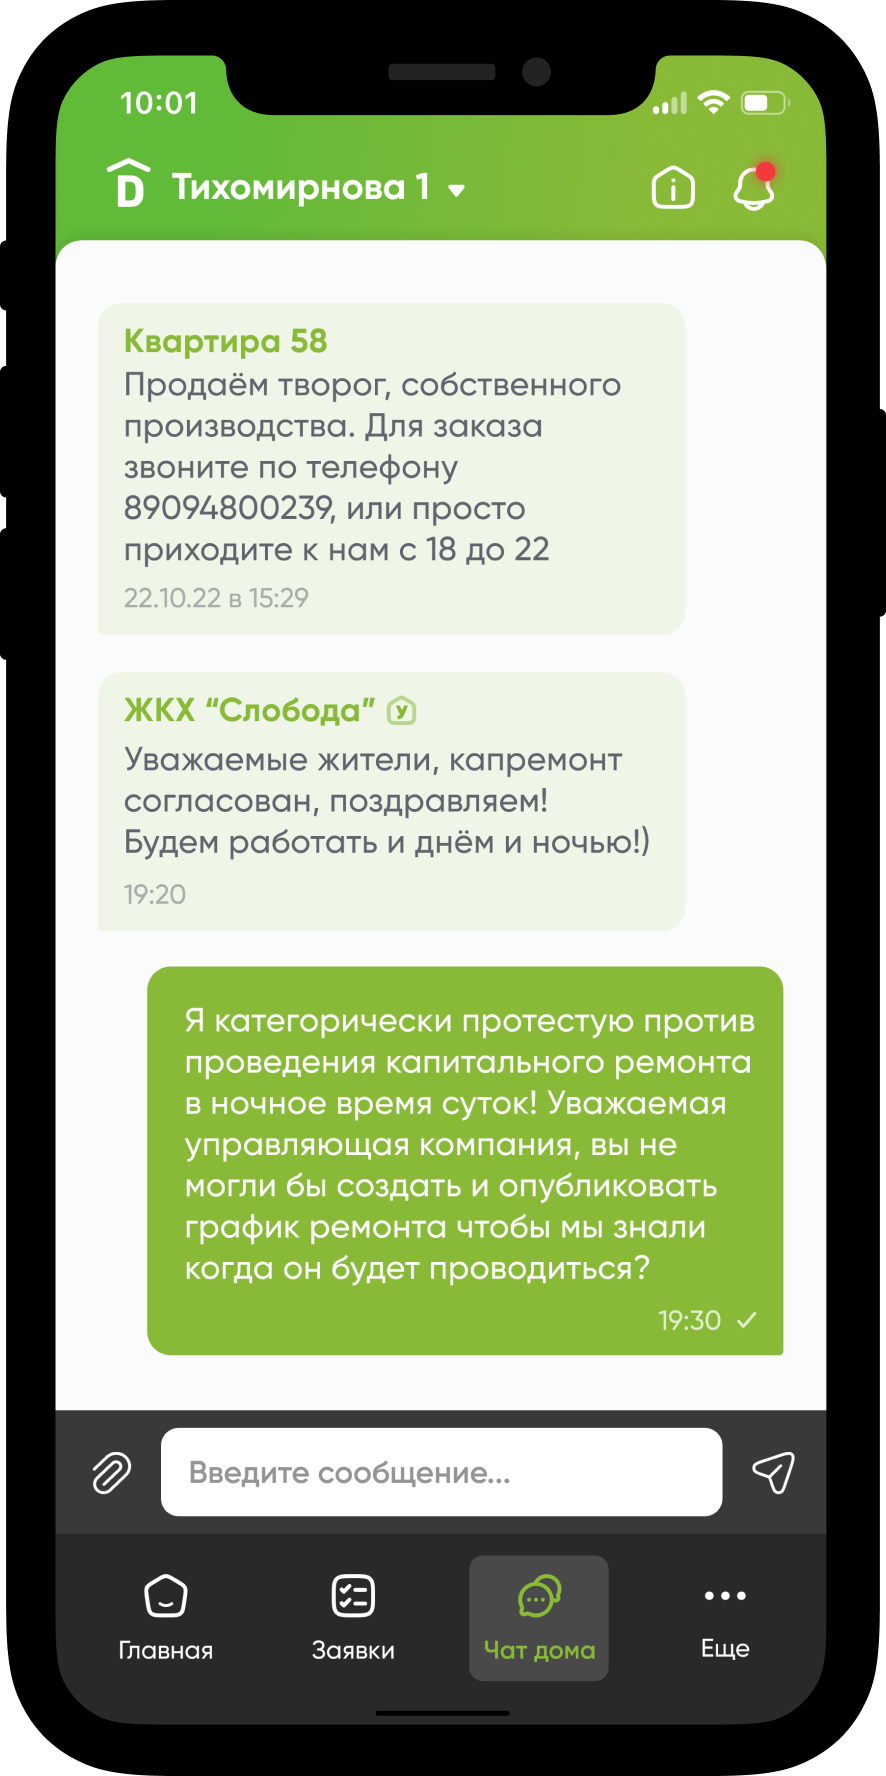 10:01
D Тихомирнова 1
Квартира 58
Продаём творог, собственного
производства. Для заказа
звоните по телефону
89094800239, или просто
приходите к нам с 18 до 22
22.10.22 в 15:29
ЖКХ “Слобода” У
Уважаемые жители, капремонт
согласован, поздравляем!
Будем работать и днём и ночью!)
19:20
Я категорически протестую против
проведения капитального ремонта
в ночное время суток! Уважаемая
управляющая компания, вы не
могли бы создать и опубликовать
график ремонта чтобы мы знали
когда он будет проводиться?
19:30
Введите сообщение...
Главная
Заявки
Чат дома
Еще